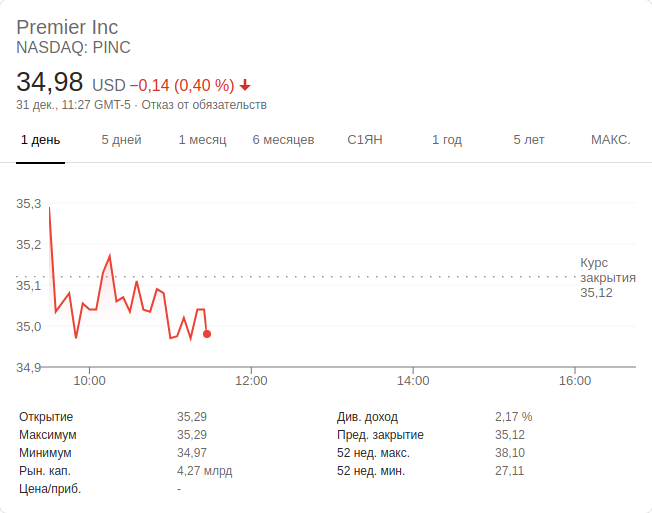 Premier Inc
NASDAQ: PINC
34,98 USD −0,14 (0,40 %)
31 дек., 11:27 GMT-5 · Отказ от обязательств
1 день 5 дней 1 месяц 6 месяцев С1ЯН 1 год 5 лет МАКС.
35,3
35,2
Курс
закрытия
35,12
35,1
35,0
34,9
10:00 12:00 14:00 16:00
Открытие 35,29 Див. доход 2,17 %
Максимум 35,29 Пред. закрытие 35,12
Минимум 34,97 52 нед. макс. 38,10
Рын. кап. 4,27 млрд 52 нед. мин. 27,11
Цена/приб. -